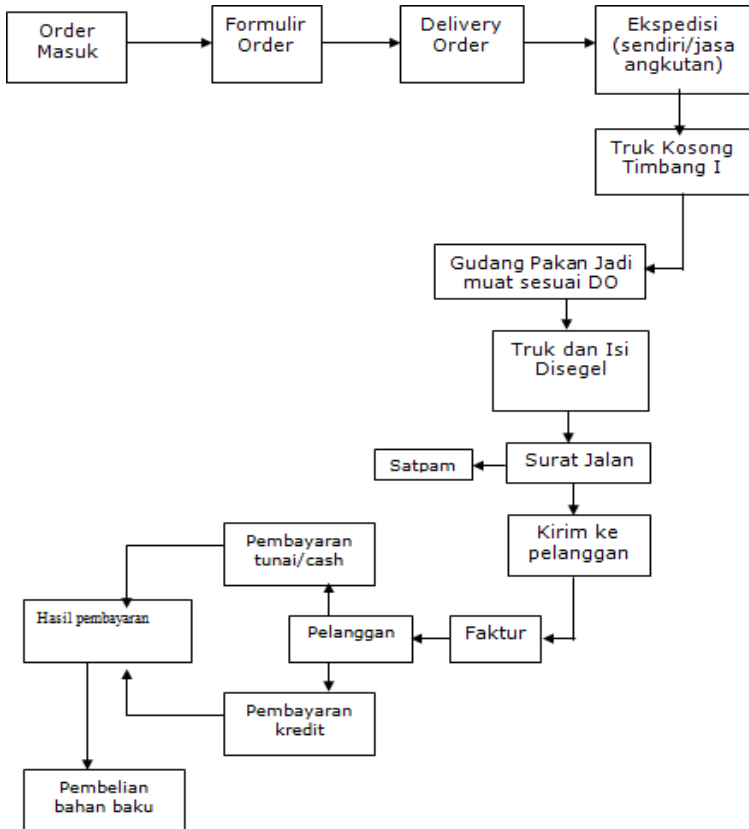 Order
Masuk
Formulir
Order
Delivery
Order
Ekspedisi
(sendiri/jasa
angkutan)
Truk Kosong
Timbang I
Gudang Pakan Jadi
muat sesuai DO
Truk dan Isi
Disegel
Surat Jalan
Satpam
Kirim ke
pelanggan
Faktur
Pelanggan
Pembayaran
tunai/cash
Pembayaran
kredit
Hasil pembayaran
Pembelian
bahan baku